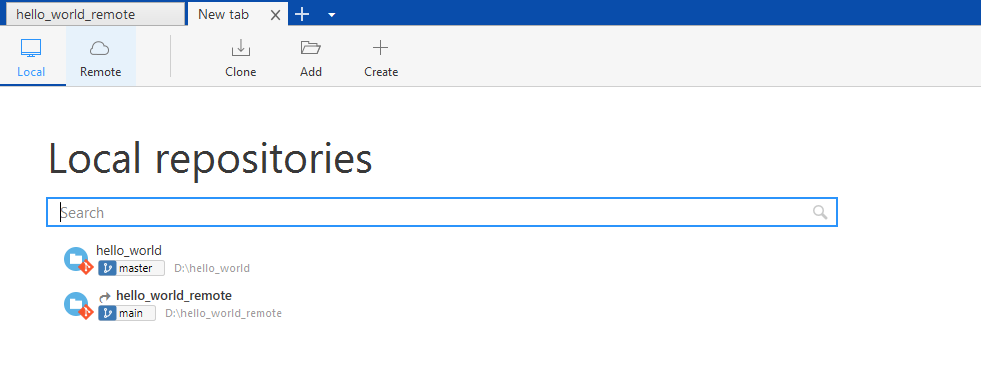 hello_world_remote New tab
Local Remote Clone Add Create
Local repositories
Search
hello_world
master D:\hello_world
hello_world_remote
main D:\hello_world_remote